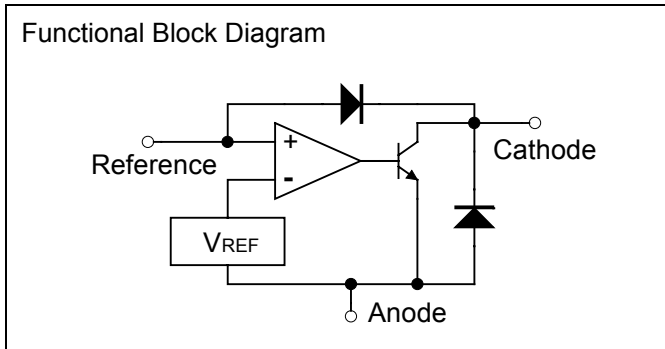 Functional Block Diagram
Reference
+
-
Cathode
VREF
Anode